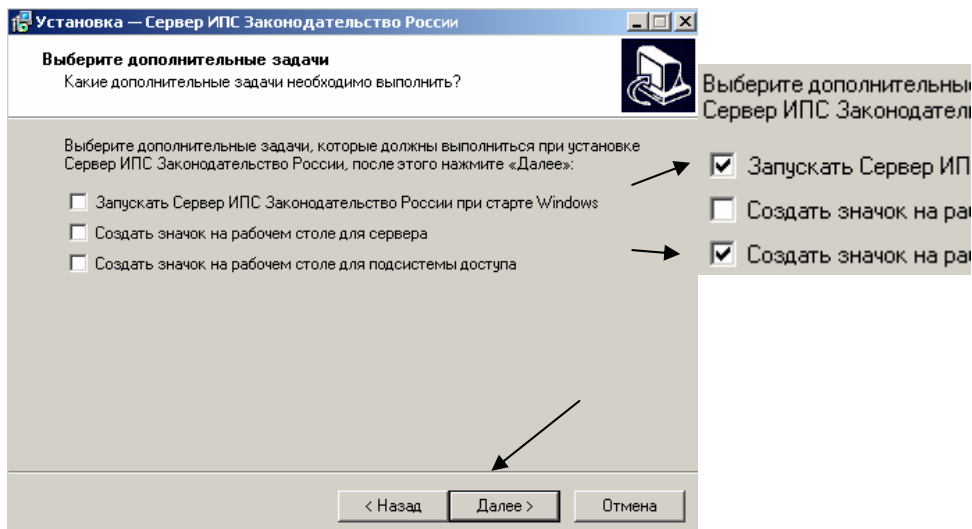 Установка — Сервер ИПС Законодательство России
Выберите дополнительные задачи
Какие дополнительные задачи необходимо выполнить?
Выберите дополнительные задачи, которые должны выполниться при установке
Сервер ИПС Законодательство России, после этого нажмите «Далее»:
Запускать Сервер ИПС Законодательство России при старте Windows
Создать значок на рабочем столе для сервера
Создать значок на рабочем столе для подсистемы доступа
< Назад
Далее >
Отмена
Выберите дополнительны
Сервер ИПС Законодател
Запускать Сервер ИП
Создать значок на ра
Создать значок на ра